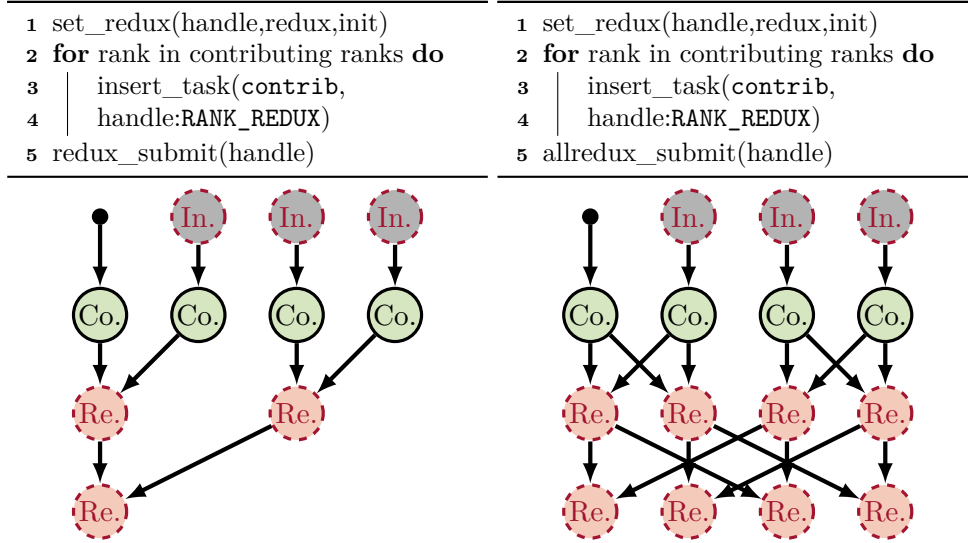 1 set_redux(handle,redux,init)
2 for rank in contributing ranks do
3 insert_task(contrib,
4 handle:RANK_REDUX)
5 redux_submit(handle)
In. In. In.
Co. Co. Co. Co.
Re. Re.
Re.
1 set_redux(handle,redux,init)
2 for rank in contributing ranks do
3 insert_task(contrib,
4 handle:RANK_REDUX)
5 allredux_submit(handle)
In. In. In.
Co. Co. Co. Co.
Re. Re. Re. Re.
Re. Re. Re. Re.